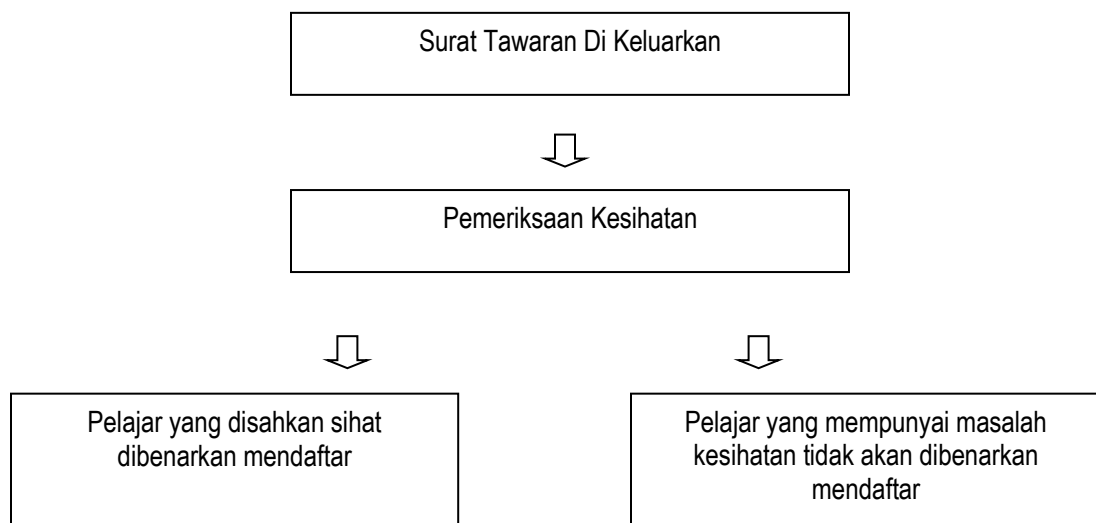 Surat Tawaran Di Keluarkan
Pemeriksaan Kesihatan
Pelajar yang disahkan sihat
dibenarkan mendaftar
Pelajar yang mempunyai masalah
kesihatan tidak akan dibenarkan
mendaftar